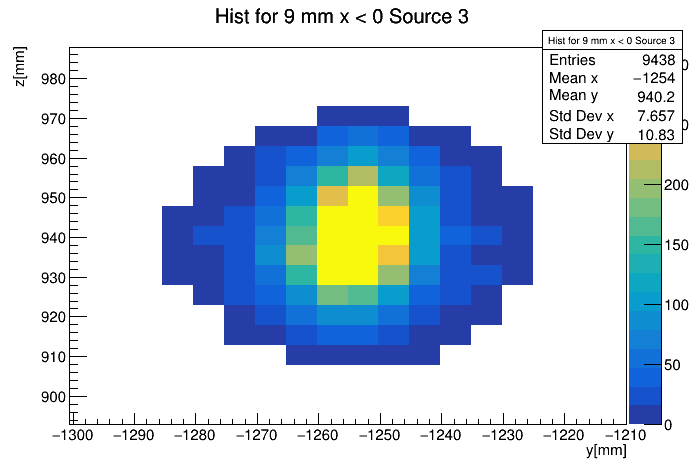 Hist for 9 mm x < 0 Source 3
z[mm]
Hist for 9 mm x < 0 Source 3
Entries 9438
Mean x −1254
Mean y 940.2
Std Dev x 7.657
Std Dev y 10.83
980
970
960
950
940
930
920
910
900
0
0
200
150
100
50
0
−1300 −1290 −1280 −1270 −1260 −1250 −1240 −1230 −1220 −1210
y[mm]